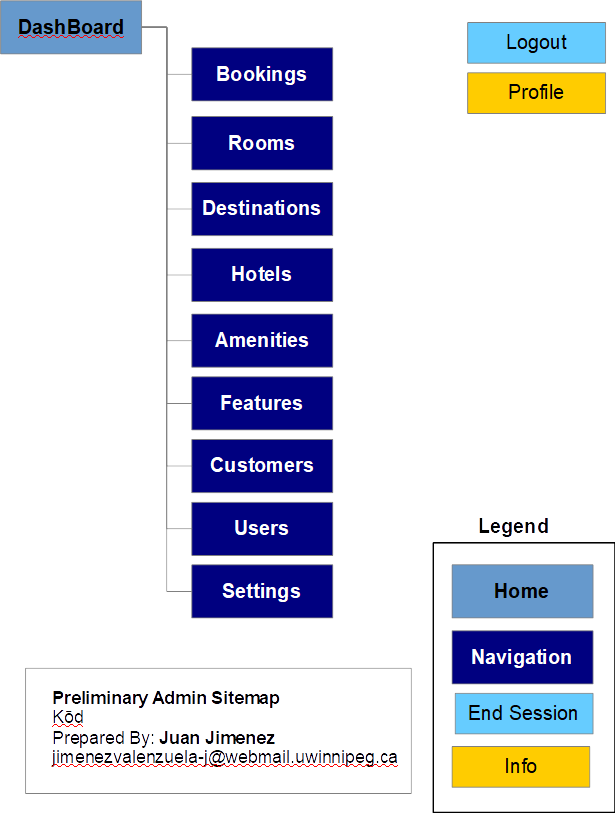 DashBoard
Logout
Profile
Bookings
Rooms
Destinations
Hotels
Amenities
Features
Customers
Users
Settings
Legend
Home
Navigation
End Session
Info
Preliminary Admin Sitemap
Kōd
Prepared By: Juan Jimenez
jimenezvalenzuela-j@webmail.uwinnipeg.ca